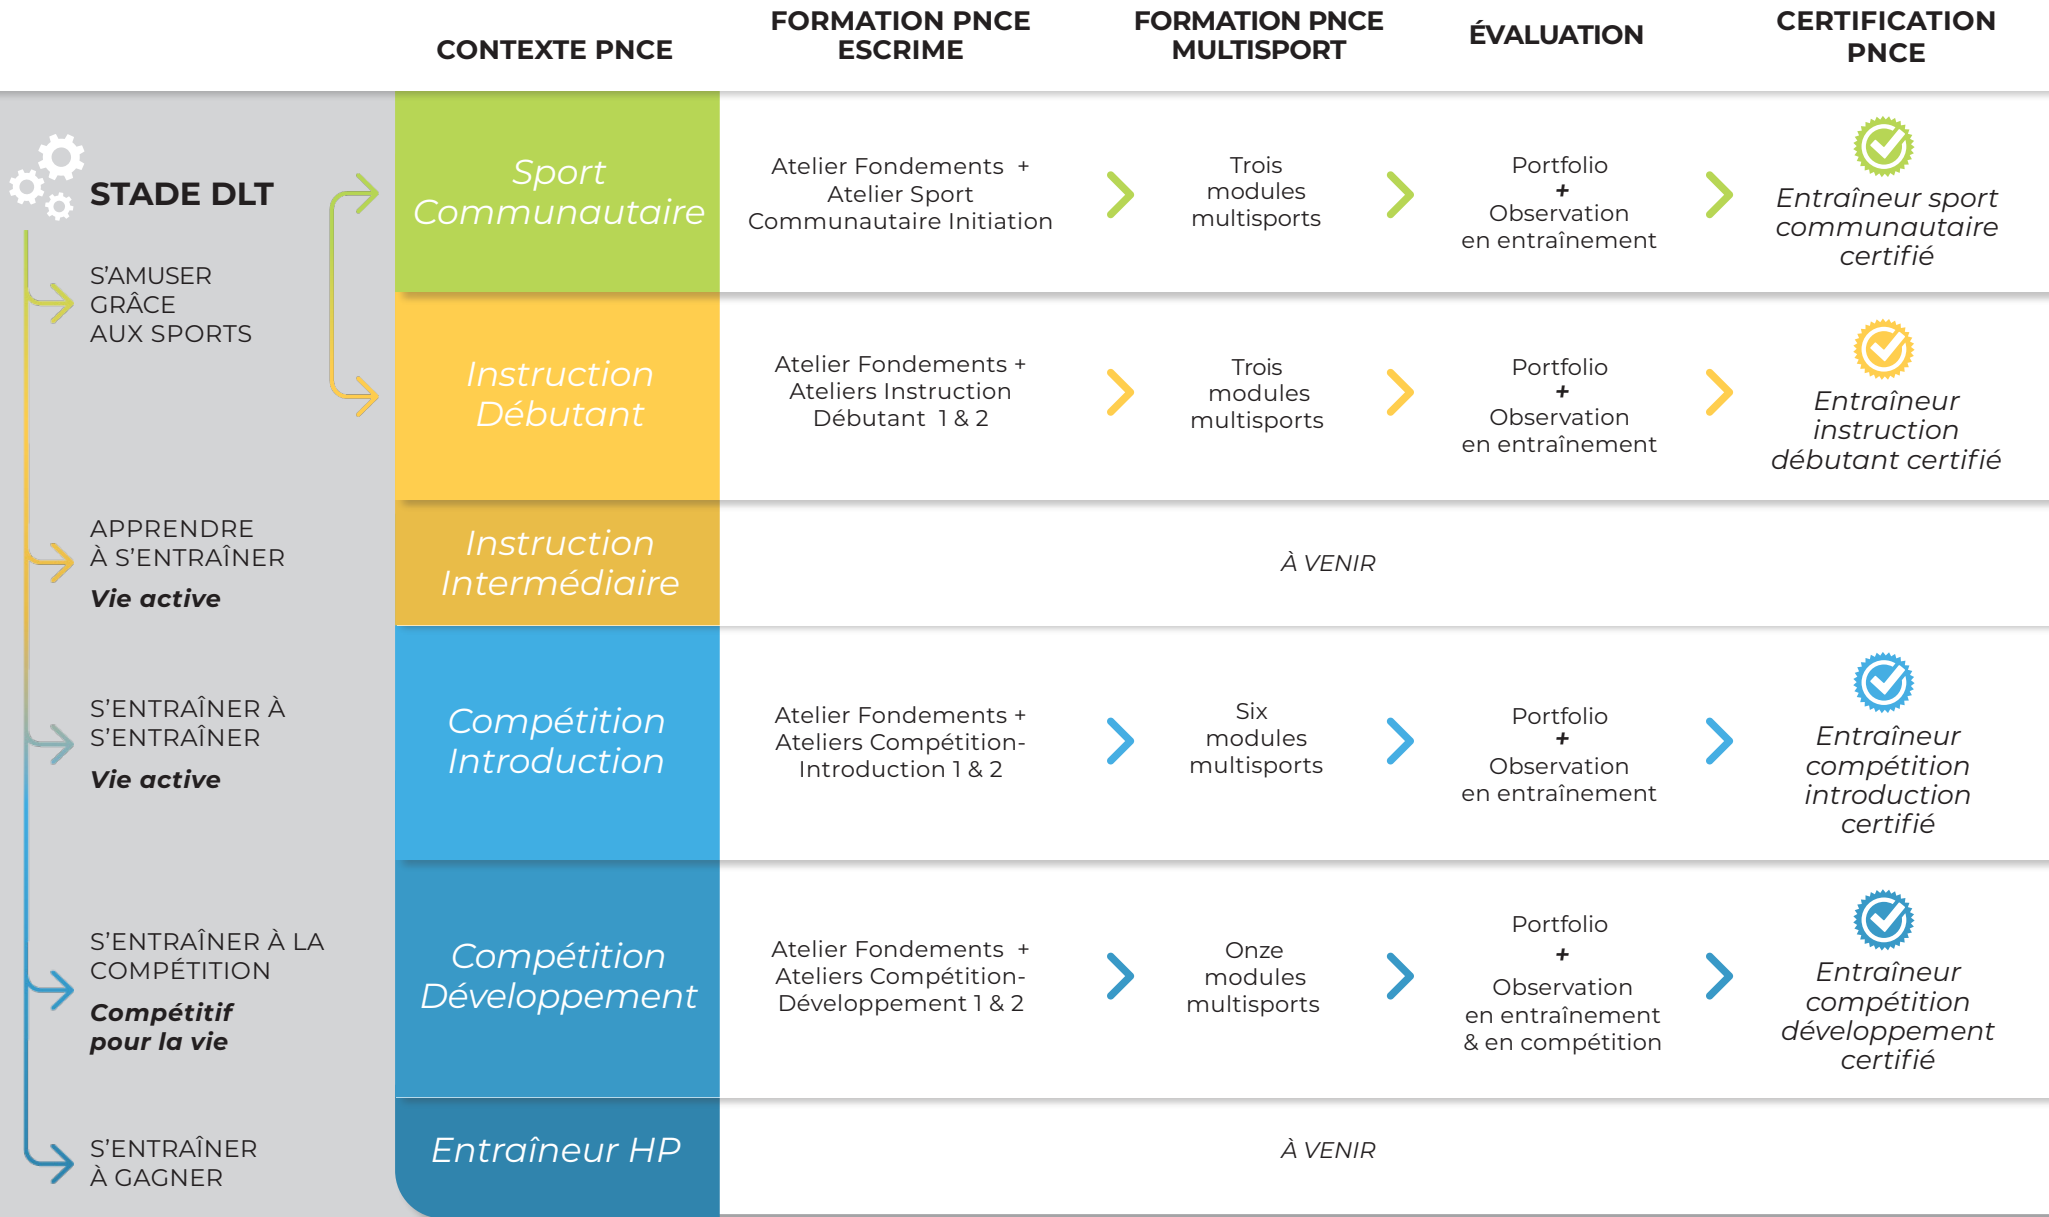 CONTEXTE PNCE
FORMATION PNCE
ESCRIME
FORMATION PNCE
MULTISPORT
ÉVALUATION
CERTIFICATION
PNCE
STADE DLT
S'AMUSER
GRÂCE
AUX SPORTS
Sport
Communautaire
Atelier Fondements +
Atelier Sport
Communautaire Initiation
Trois
modules
multisports
Portfolio
+
Observation
en entraînement
Entraîneur sport
communautaire
certifié
Instruction
Débutant
Atelier Fondements +
Ateliers Instruction
Débutant 1 & 2
Trois
modules
multisports
Portfolio
+
Observation
en entraînement
Entraîneur
instruction
débutant certifié
APPRENDRE
À S'ENTRAÎNER
Vie active
Instruction
Intermédiaire
À VENIR
S'ENTRAÎNER À
S'ENTRAÎNER
Vie active
Compétition
Introduction
Atelier Fondements +
Ateliers Compétition-
Introduction 1 & 2
Six
modules
multisports
Portfolio
+
Observation
en entraînement
Entraîneur
compétition
introduction
certifié
S'ENTRAÎNER À LA
COMPÉTITION
Compétitif
pour la vie
Compétition
Développement
Atelier Fondements +
Ateliers Compétition-
Développement 1 & 2
Onze
modules
multisports
Portfolio
+
Observation
en entraînement
& en compétition
Entraîneur
compétition
développement
certifié
S'ENTRAÎNER
À GAGNER
Entraîneur HP
À VENIR